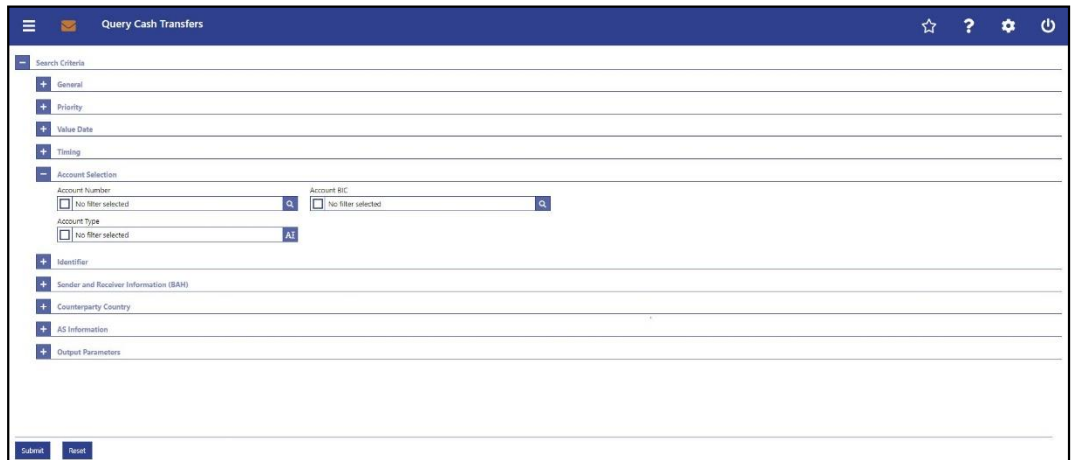 Query Cash Transfers
?
Search Criteria
General
Priority
Value Date
Timing
Account Selection
Account Number Account BIC
No filter selected No filter selected
Account Type
No filter selected
Identifier
Sender and Receiver Information (BAH)
Counterparty Country
AS Information
Output Parameters
Submit Reset